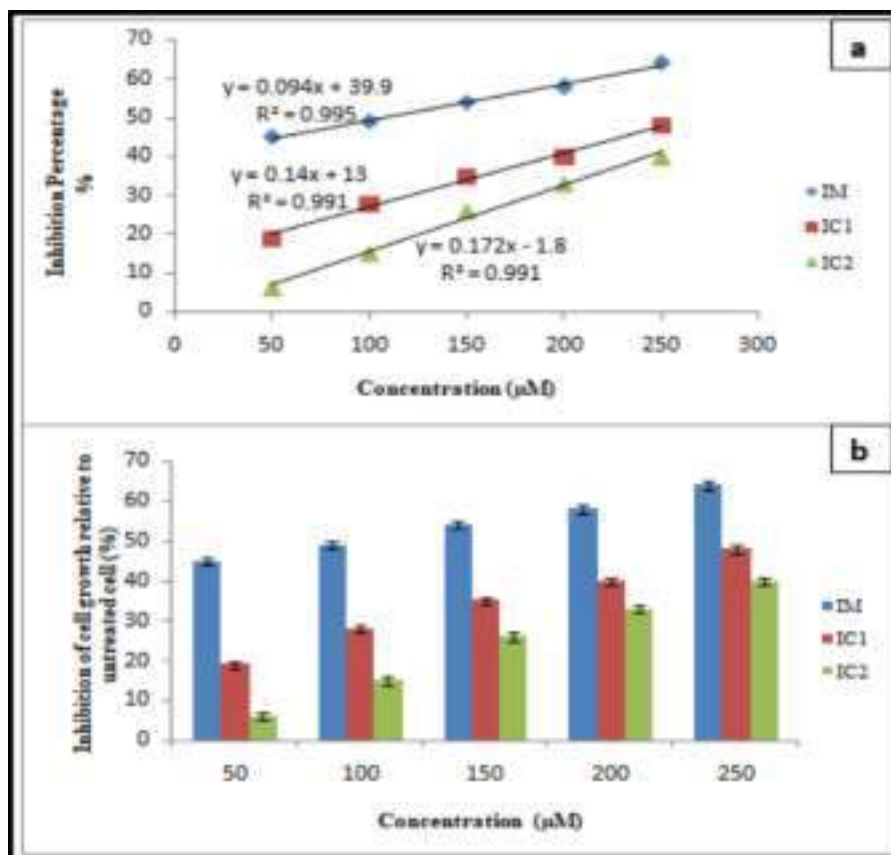 a
70
60
50
40
30
20
10
0
Inhibition Percentage
%
y = 0.094x + 39.9
R² = 0.995
y = 0.14x + 13
R² = 0.991
y = 0.172x - 1.8
R² = 0.991
IM
IC1
IC2
0 50 100 150 200 250 300
Concentration (µM)
b
70
60
50
40
30
20
10
0
Inhibition of cell growth relative to
untreated cell (%)
IM
IC1
IC2
50 100 150 200 250
Concentration (µM)